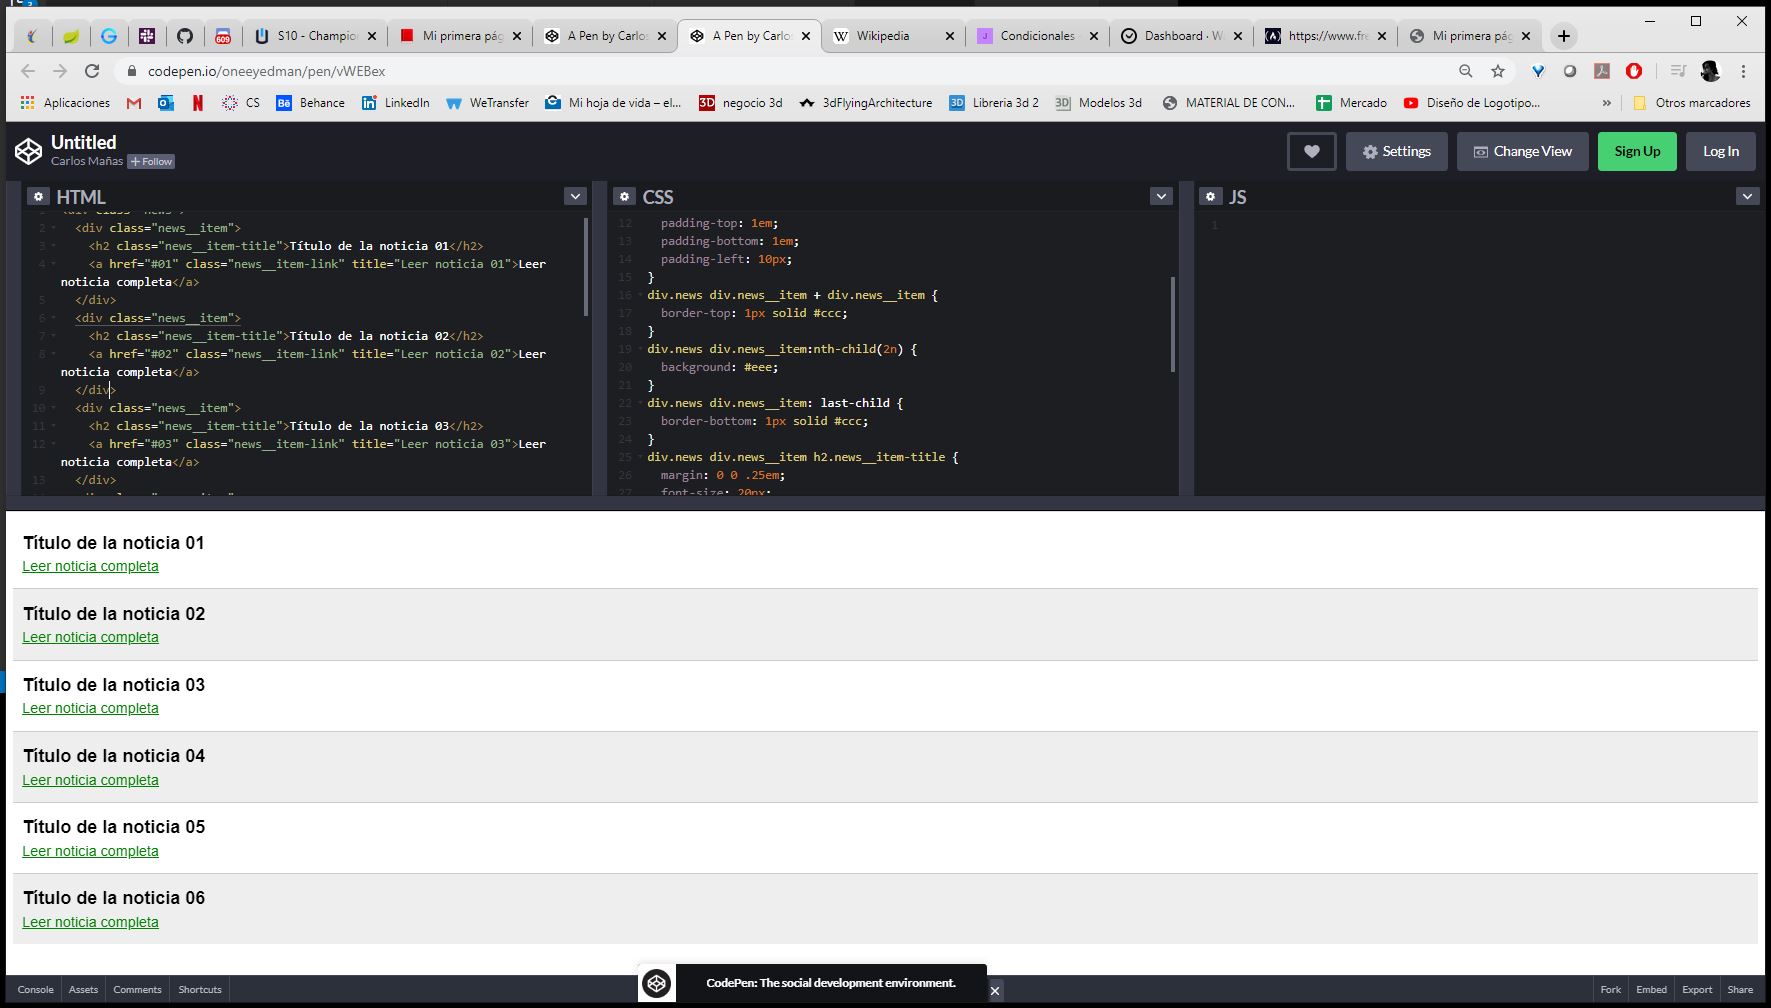 S10 - Champio
Mi primera pág
A Pen by Carlos
A Pen by Carlo
Wikipedia
Condicionales
Dashboard · W
https://www.fre
Mi primera pág
codepen.io/oneeyedman/pen/vWEBex
Aplicaciones
CS
Behance
LinkedIn
WeTransfer
Mi hoja de vida – el...
negocio 3d
3dFlyingArchitecture
Libreria 3d 2
Modelos 3d
MATERIAL DE CON...
Mercado
Diseño de Logotipo...
»
Otros marcadores
Untitled
Carlos Mañas
+ Follow
Settings
Change View
Sign Up
Log In
HTML
2 <div class="news__item">
3 <h2 class="news__item-title">Título de la noticia 01</h2>
4 <a href="#01" class="news__item-link" title="Leer noticia 01">Leer
noticia completa</a>
5 </div>
6 <div class="news__item">
7 <h2 class="news__item-title">Título de la noticia 02</h2>
8 <a href="#02" class="news__item-link" title="Leer noticia 02">Leer
noticia completa</a>
9 </div>
10 <div class="news__item">
11 <h2 class="news__item-title">Título de la noticia 03</h2>
12 <a href="#03" class="news__item-link" title="Leer noticia 03">Leer
noticia completa</a>
13 </div>
CSS
12 padding-top: 1em;
13 padding-bottom: 1em;
14 padding-left: 10px;
15 }
16 div.news div.news__item + div.news__item {
17 border-top: 1px solid #ccc;
18 }
19 div.news div.news__item:nth-child(2n) {
20 background: #eee;
21 }
22 div.news div.news__item: last-child {
23 border-bottom: 1px solid #ccc;
24 }
25 div.news div.news__item h2.news__item-title {
26 margin: 0 0 .25em;
27 font-size: 20px;
JS
1
Título de la noticia 01
Leer noticia completa
Título de la noticia 02
Leer noticia completa
Título de la noticia 03
Leer noticia completa
Título de la noticia 04
Leer noticia completa
Título de la noticia 05
Leer noticia completa
Título de la noticia 06
Leer noticia completa
Console
Assets
Comments
Shortcuts
CodePen: The social development environment.
Fork
Embed
Export
Share